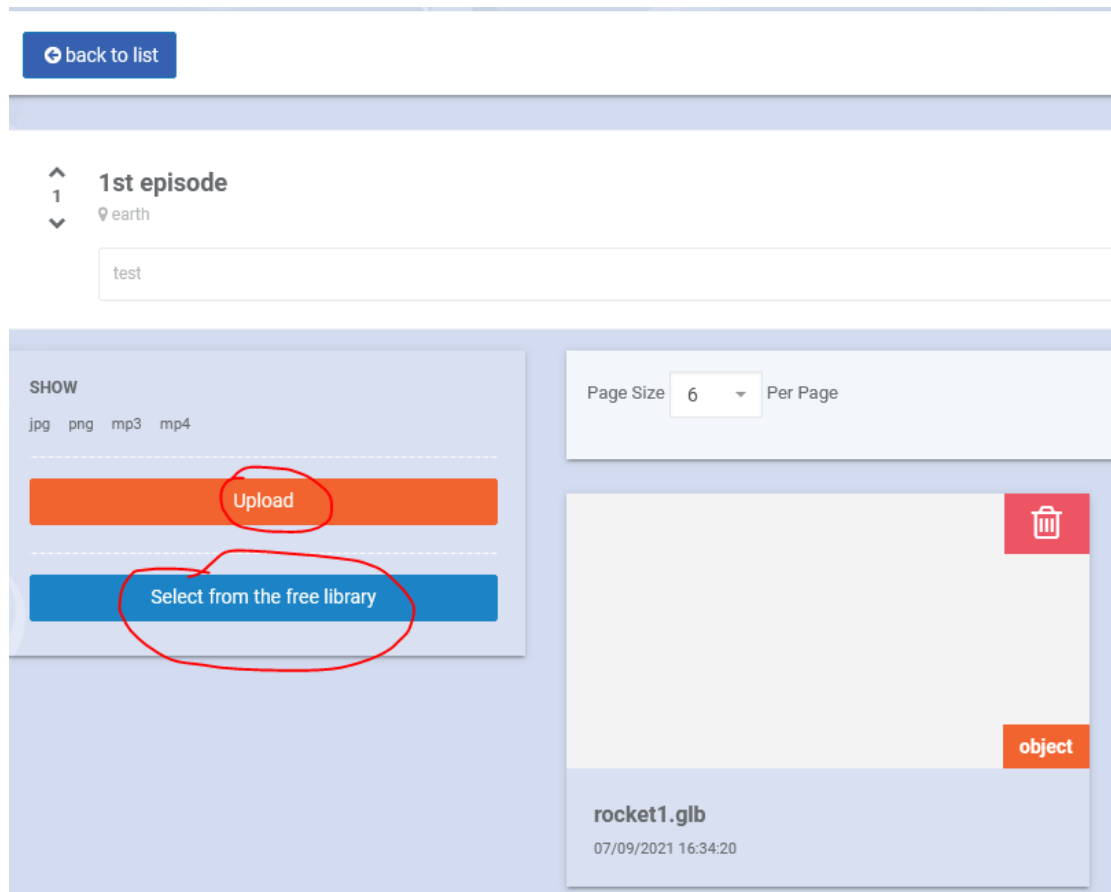 back to list
1
1st episode
earth
test
SHOW
jpg png mp3 mp4
Upload
Select from the free library
Page Size 6 Per Page
object
rocket1.glb
07/09/2021 16:34:20